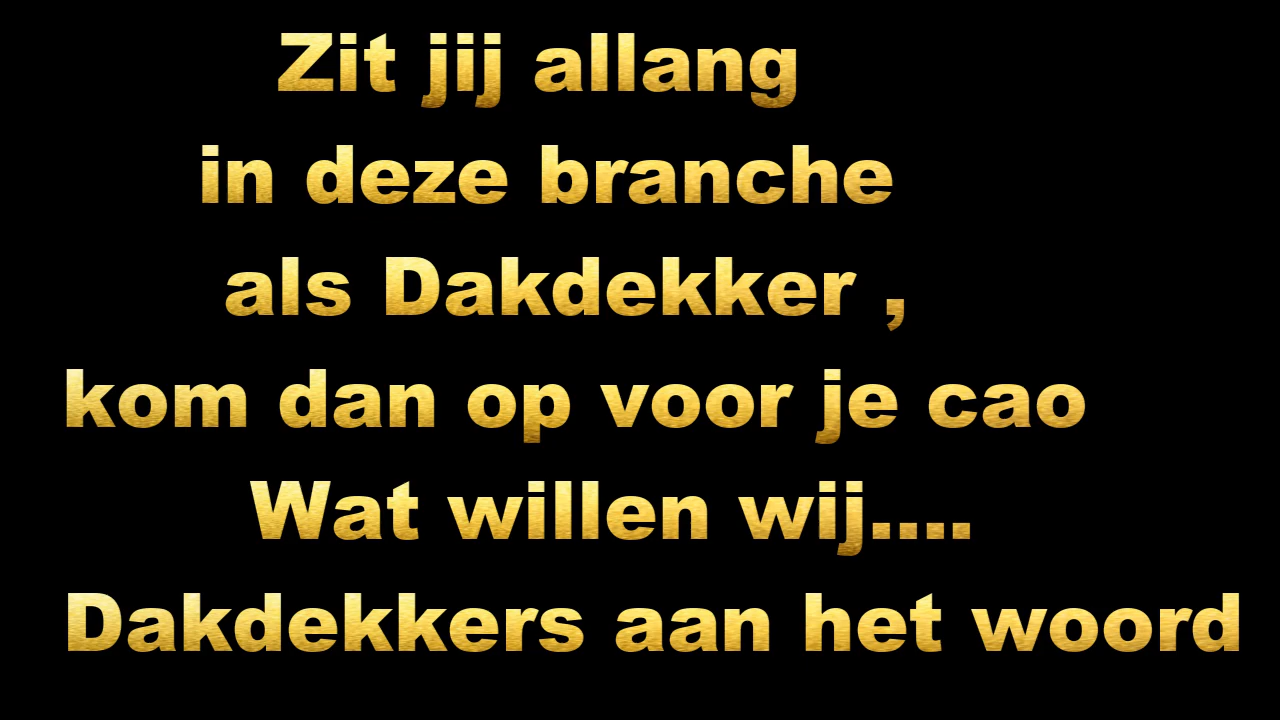 Zit jij allang
in deze branche
als Dakdekker ,
kom dan op voor je cao
Wat willen wij....
Dakdekkers aan het woord